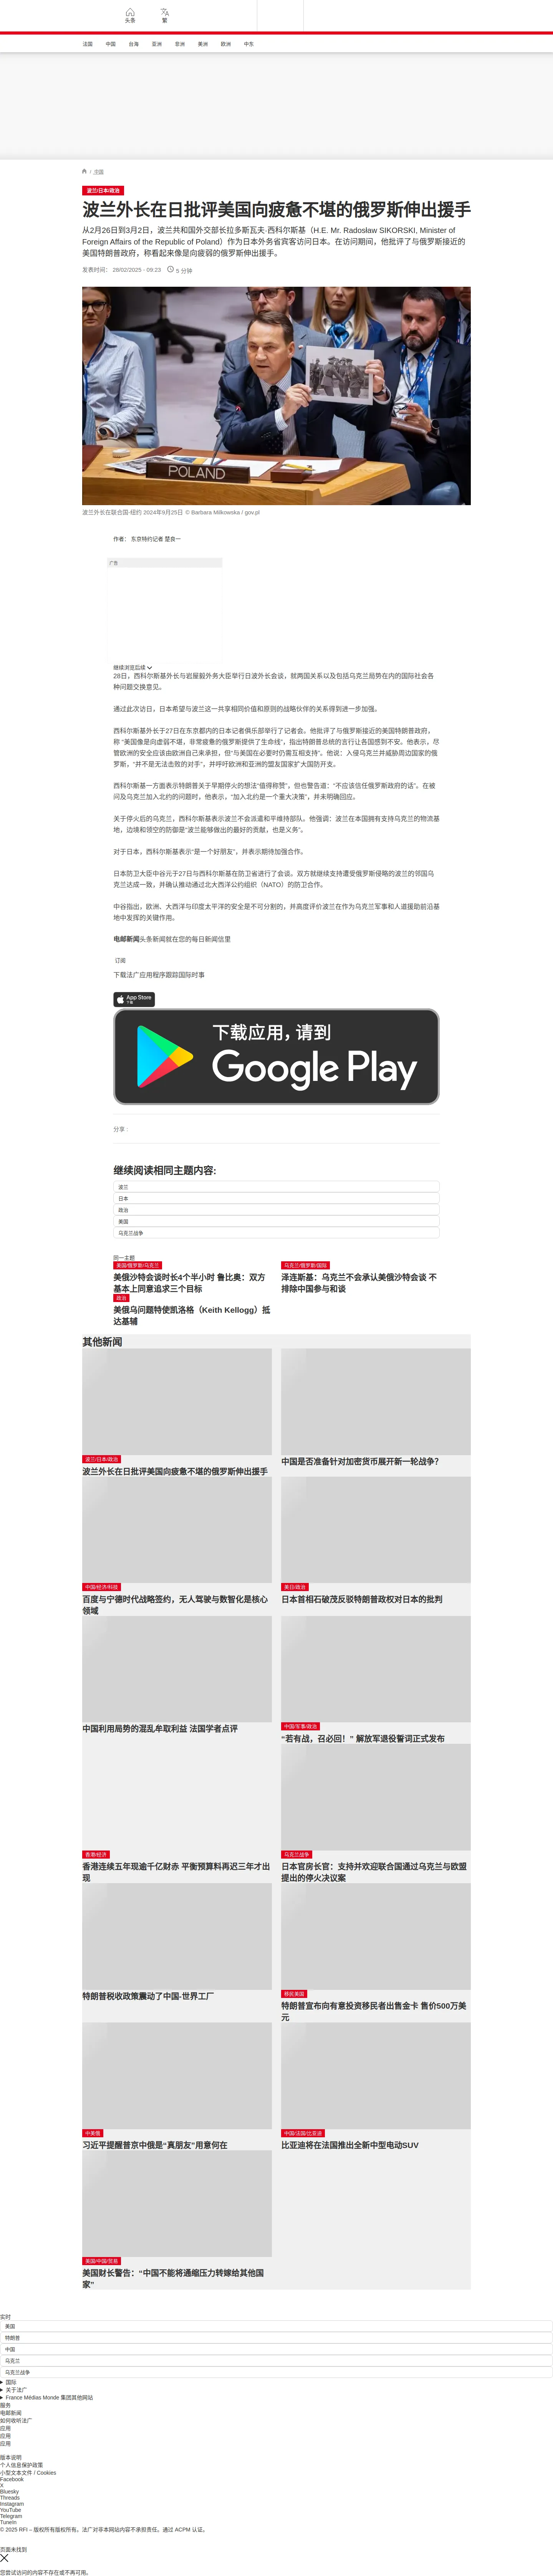 头条
繁
法国
中国
台海
亚洲
非洲
美洲
欧洲
中东
/ 中国
波兰/日本/政治
波兰外长在日批评美国向疲惫不堪的俄罗斯伸出援手
从2月26日到3月2日，波兰共和国外交部长拉多斯瓦夫·西科尔斯基（H.E. Mr. Radosław SIKORSKI, Minister of
Foreign Affairs of the Republic of Poland）作为日本外务省宾客访问日本。在访问期间，他批评了与俄罗斯接近的
美国特朗普政府，称看起来像是向疲弱的俄罗斯伸出援手。
发表时间： 28/02/2025 - 09:23
5 分钟
POLAND
波兰外长在联合国-纽约 2024年9月25日 © Barbara Milkowska / gov.pl
作者： 东京特约记者 楚良一
广告
继续浏览后续
28日，西科尔斯基外长与岩屋毅外务大臣举行日波外长会谈，就两国关系以及包括乌克兰局势在内的国际社会各
种问题交换意见。
通过此次访日，日本希望与波兰这一共享相同价值和原则的战略伙伴的关系得到进一步加强。
西科尔斯基外长于27日在东京都内的日本记者俱乐部举行了记者会。他批评了与俄罗斯接近的美国特朗普政府，
称 “美国像是向虚弱不堪，非常疲惫的俄罗斯提供了生命线”，指出特朗普总统的言行让各国感到不安。他表示，尽
管欧洲的安全应该由欧洲自己来承担，但“与美国在必要时仍需互相支持”。他说：入侵乌克兰并威胁周边国家的俄
罗斯，“并不是无法击败的对手”，并呼吁欧洲和亚洲的盟友国家扩大国防开支。
西科尔斯基一方面表示特朗普关于早期停火的想法“值得称赞”，但也警告道：“不应该信任俄罗斯政府的话”。在被
问及乌克兰加入北约的问题时，他表示，“加入北约是一个重大决策”，并未明确回应。
关于停火后的乌克兰，西科尔斯基表示波兰不会派遣和平维持部队。他强调：波兰在本国拥有支持乌克兰的物流基
地，边境和领空的防御是“波兰能够做出的最好的贡献，也是义务”。
对于日本，西科尔斯基表示“是一个好朋友”，并表示期待加强合作。
日本防卫大臣中谷元于27日与西科尔斯基在防卫省进行了会谈。双方就继续支持遭受俄罗斯侵略的波兰的邻国乌
克兰达成一致，并确认推动通过北大西洋公约组织（NATO）的防卫合作。
中谷指出，欧洲、大西洋与印度太平洋的安全是不可分割的，并高度评价波兰在作为乌克兰军事和人道援助前沿基
地中发挥的关键作用。
电邮新闻头条新闻就在您的每日新闻信里
订阅
下载法广应用程序跟踪国际时事
App Store
下载
下载应用，请到
Google Play
分享 :
继续阅读相同主题内容:
波兰
日本
政治
美国
乌克兰战争
同一主题
美国/俄罗斯/乌克兰
美俄沙特会谈时长4个半小时 鲁比奥：双方
基本上同意追求三个目标
乌克兰/俄罗斯/国际
泽连斯基：乌克兰不会承认美俄沙特会谈 不
排除中国参与和谈
政治
美俄乌问题特使凯洛格（Keith Kellogg）抵
达基辅
其他新闻
波兰/日本/政治
波兰外长在日批评美国向疲惫不堪的俄罗斯伸出援手
中国是否准备针对加密货币展开新一轮战争？
中国/经济/科技
百度与宁德时代战略签约，无人驾驶与数智化是核心
领域
美日/政治
日本首相石破茂反驳特朗普政权对日本的批判
中国利用局势的混乱牟取利益 法国学者点评
中国/军事/政治
“若有战，召必回！” 解放军退役誓词正式发布
香港/经济
香港连续五年现逾千亿财赤 平衡预算料再迟三年才出
现
乌克兰战争
日本官房长官：支持并欢迎联合国通过乌克兰与欧盟
提出的停火决议案
特朗普税收政策震动了中国-世界工厂
移民美国
特朗普宣布向有意投资移民者出售金卡 售价500万美
元
中美俄
习近平提醒普京中俄是“真朋友”用意何在
中国/法国/比亚迪
比亚迪将在法国推出全新中型电动SUV
美国/中国/贸易
美国财长警告：“中国不能将通缩压力转嫁给其他国
家”
实时
美国
特朗普
中国
乌克兰
乌克兰战争
国际
关于法广
France Médias Monde 集团其他网站
服务
电邮新闻
如何收听法广
应用
应用
应用
版本说明
个人信息保护政策
小型文本文件 / Cookies
Facebook
X
Bluesky
Threads
Instagram
YouTube
Telegram
TuneIn
© 2025 RFI – 版权所有版权所有。法广对非本网站内容不承担责任。通过 ACPM 认证。
页面未找到
您尝试访问的内容不存在或不再可用。